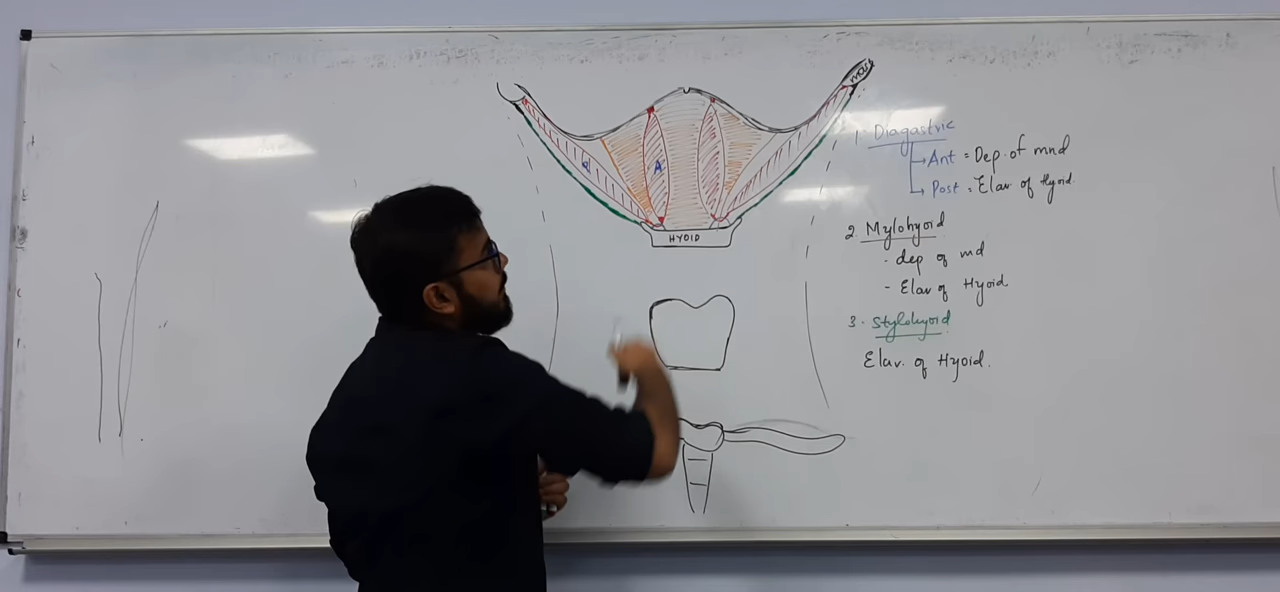 Mas
A
HYOID
1. Diagastric
Ant = Dep. of mnd
Post = Elav of Hyoid.
2. Mylohyoid
- dep of md
- Elav of Hyoid
3. Stylohyoid
Elav. of Hyoid.